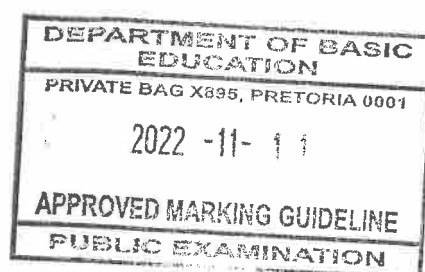 DEPARTMENT OF BASIC
EDUCATION
PRIVATE BAG X895, PRETORIA 0001
2022 -11- 11
APPROVED MARKING GUIDELINE
PUBLIC EXAMINATION